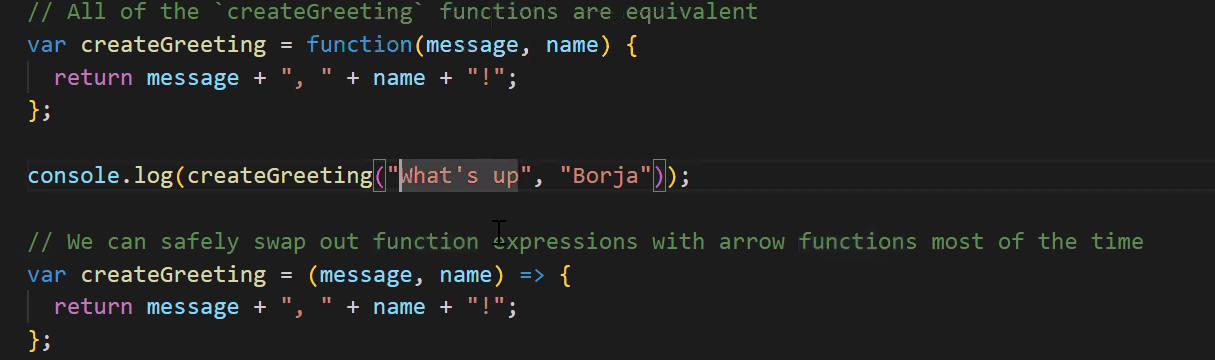 // All of the `createGreeting` functions are equivalent
var createGreeting = function(message, name) {
  return message + ", " + name + "!";
};
console.log(createGreeting("What's up", "Borja"));
// We can safely swap out function expressions with arrow functions most of the time
var createGreeting = (message, name) => {
  return message + ", " + name + "!";
};